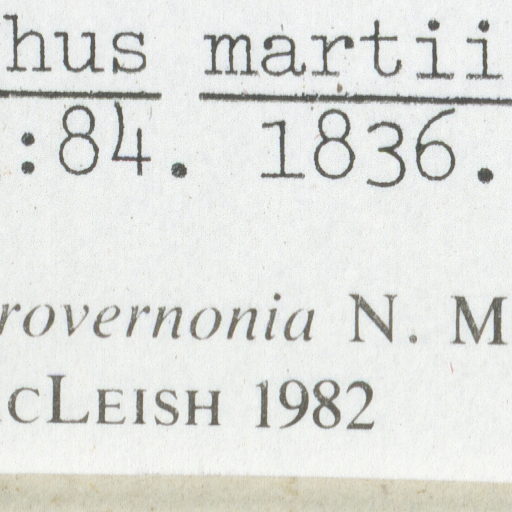 hus martii
:84. 1836.
rovernonia N. M
cLEISH 1982